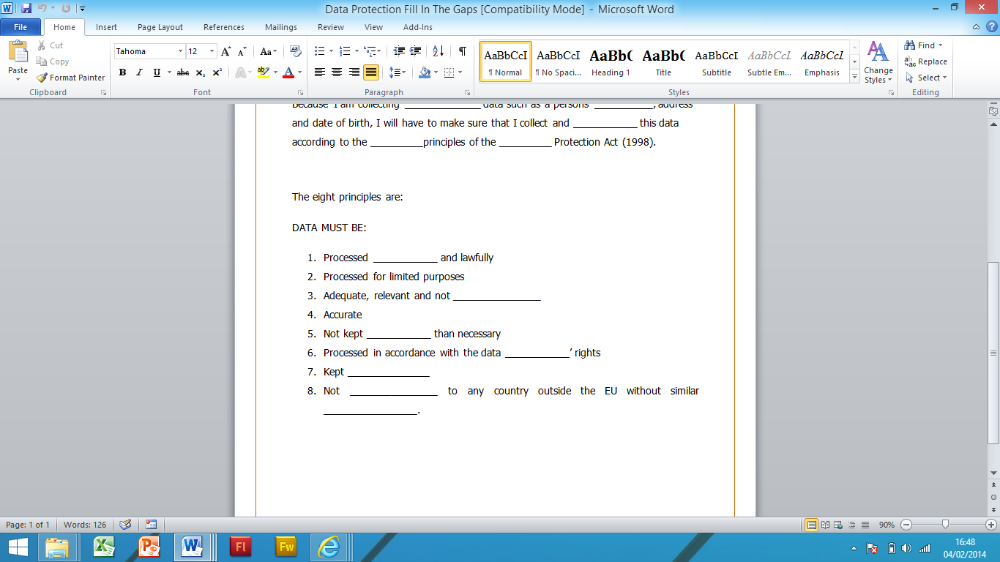 Data Protection Fill In The Gaps [Compatibility Mode] - Microsoft Word
File Home Insert Page Layout References Mailings Review View Add-Ins
Cut
Copy
Format Painter
Paste
Clipboard
Tahoma 12
Font
Paragraph
AaBbCcI AaBbCcI AaBbC AaBbC AaBbCcI AaBbCcI AaBbCcI
¶ Normal ¶ No Spaci... Heading 1 Title Subtitle Subtle Em... Emphasis
Change Styles
Styles
Find
Replace
Select
Editing
because I am collecting _____________ data such as a persons __________, address
and date of birth, I will have to make sure that I collect and ___________ this data
according to the _________principles of the _________ Protection Act (1998).
The eight principles are:
DATA MUST BE:
1. Processed ___________ and lawfully
2. Processed for limited purposes
3. Adequate, relevant and not _______________
4. Accurate
5. Not kept ___________ than necessary
6. Processed in accordance with the data ___________’ rights
7. Kept ______________
8. Not _______________ to any country outside the EU without similar
________________.
Page: 1 of 1 Words: 126 90%
Fl Fw
16:48
04/02/2014